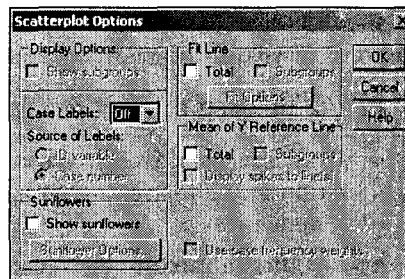 Scatterplot Options
Display Options
Show subgroups
Case Labels: Off
Source of Labels:
ID variable
Case number
Sunflowers
Show sunflowers
Sunflower Options
Fit Line
Total Subgroups
Fit Options
Mean of Y Reference Line
Total Subgroups
Display spikes to line(s)
Use case frequency weights
OK
Cancel
Help